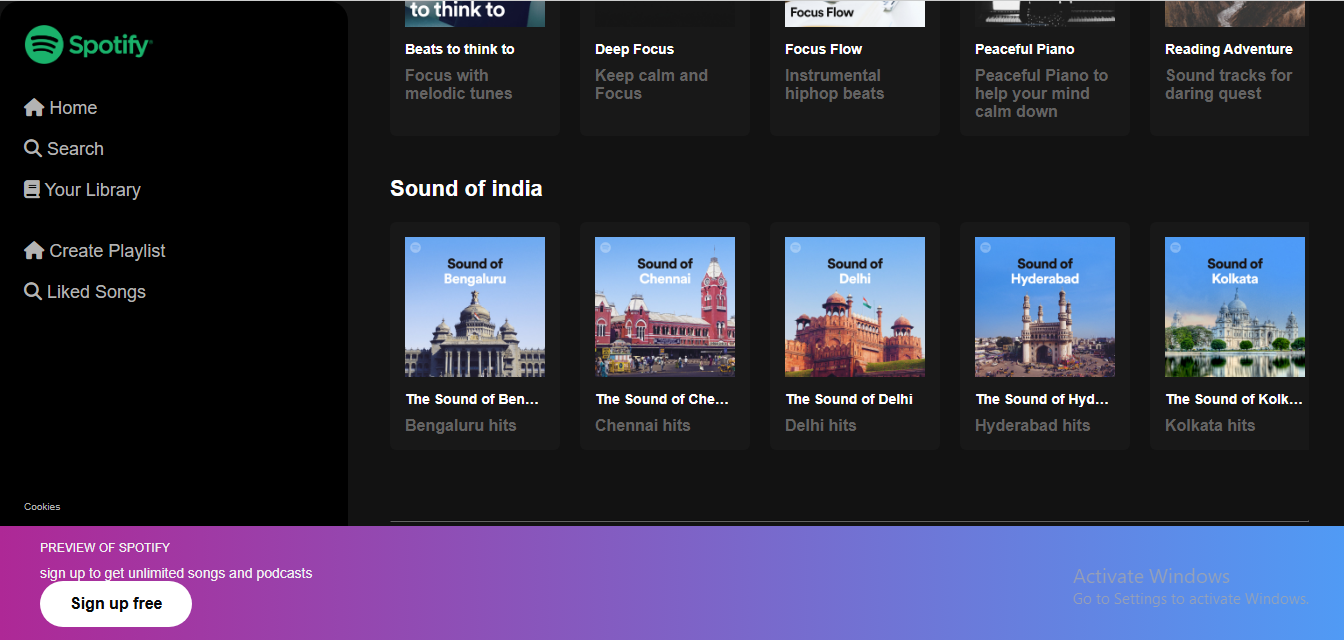 Spotify
Home
Search
Your Library
Create Playlist
Liked Songs
Cookies
to think to
Focus Flow
Beats to think to
Deep Focus
Focus Flow
Peaceful Piano
Reading Adventure
Focus with
melodic tunes
Keep calm and
Focus
Instrumental
hiphop beats
Peaceful Piano to
help your mind
calm down
Sound tracks for
daring quest
Sound of india
Sound of
Bengaluru
Sound of
Chennai
Sound of
Delhi
Sound of
Hyderabad
Sound of
Kolkata
The Sound of Ben...
The Sound of Che...
The Sound of Delhi
The Sound of Hyd...
The Sound of Kolk...
Bengaluru hits
Chennai hits
Delhi hits
Hyderabad hits
Kolkata hits
PREVIEW OF SPOTIFY
sign up to get unlimited songs and podcasts
Sign up free
Activate Windows
Go to Settings to activate Windows.